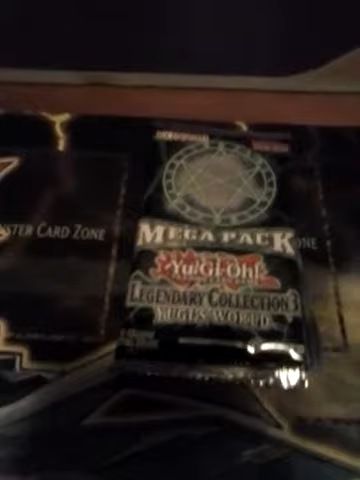 MEGA PACK
Yu-Gi-Oh!
LEGENDARY COLLECTION 3
YUGI'S WORLD
STER CARD ZONE
ONE